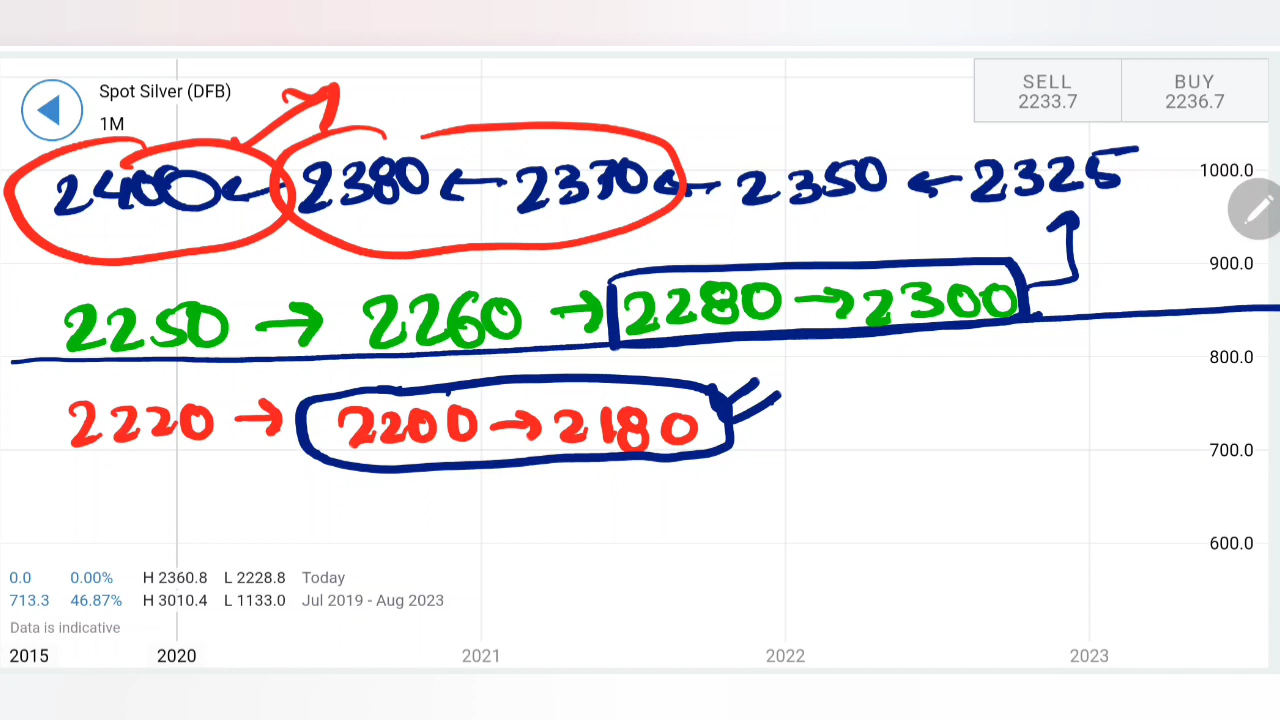 Spot Silver (DFB)
1M
SELL BUY
2233.7 2236.7
2400 ← 2380 ← 2370 ← 2350 ← 2325
1000.0
900.0
2250 → 2260 → 2280 → 2300
800.0
2220 → 2200 → 2180
700.0
600.0
0.0 0.00% H 2360.8 L 2228.8 Today
713.3 46.87% H 3010.4 L 1133.0 Jul 2019 - Aug 2023
Data is indicative
2015 2020 2021 2022 2023